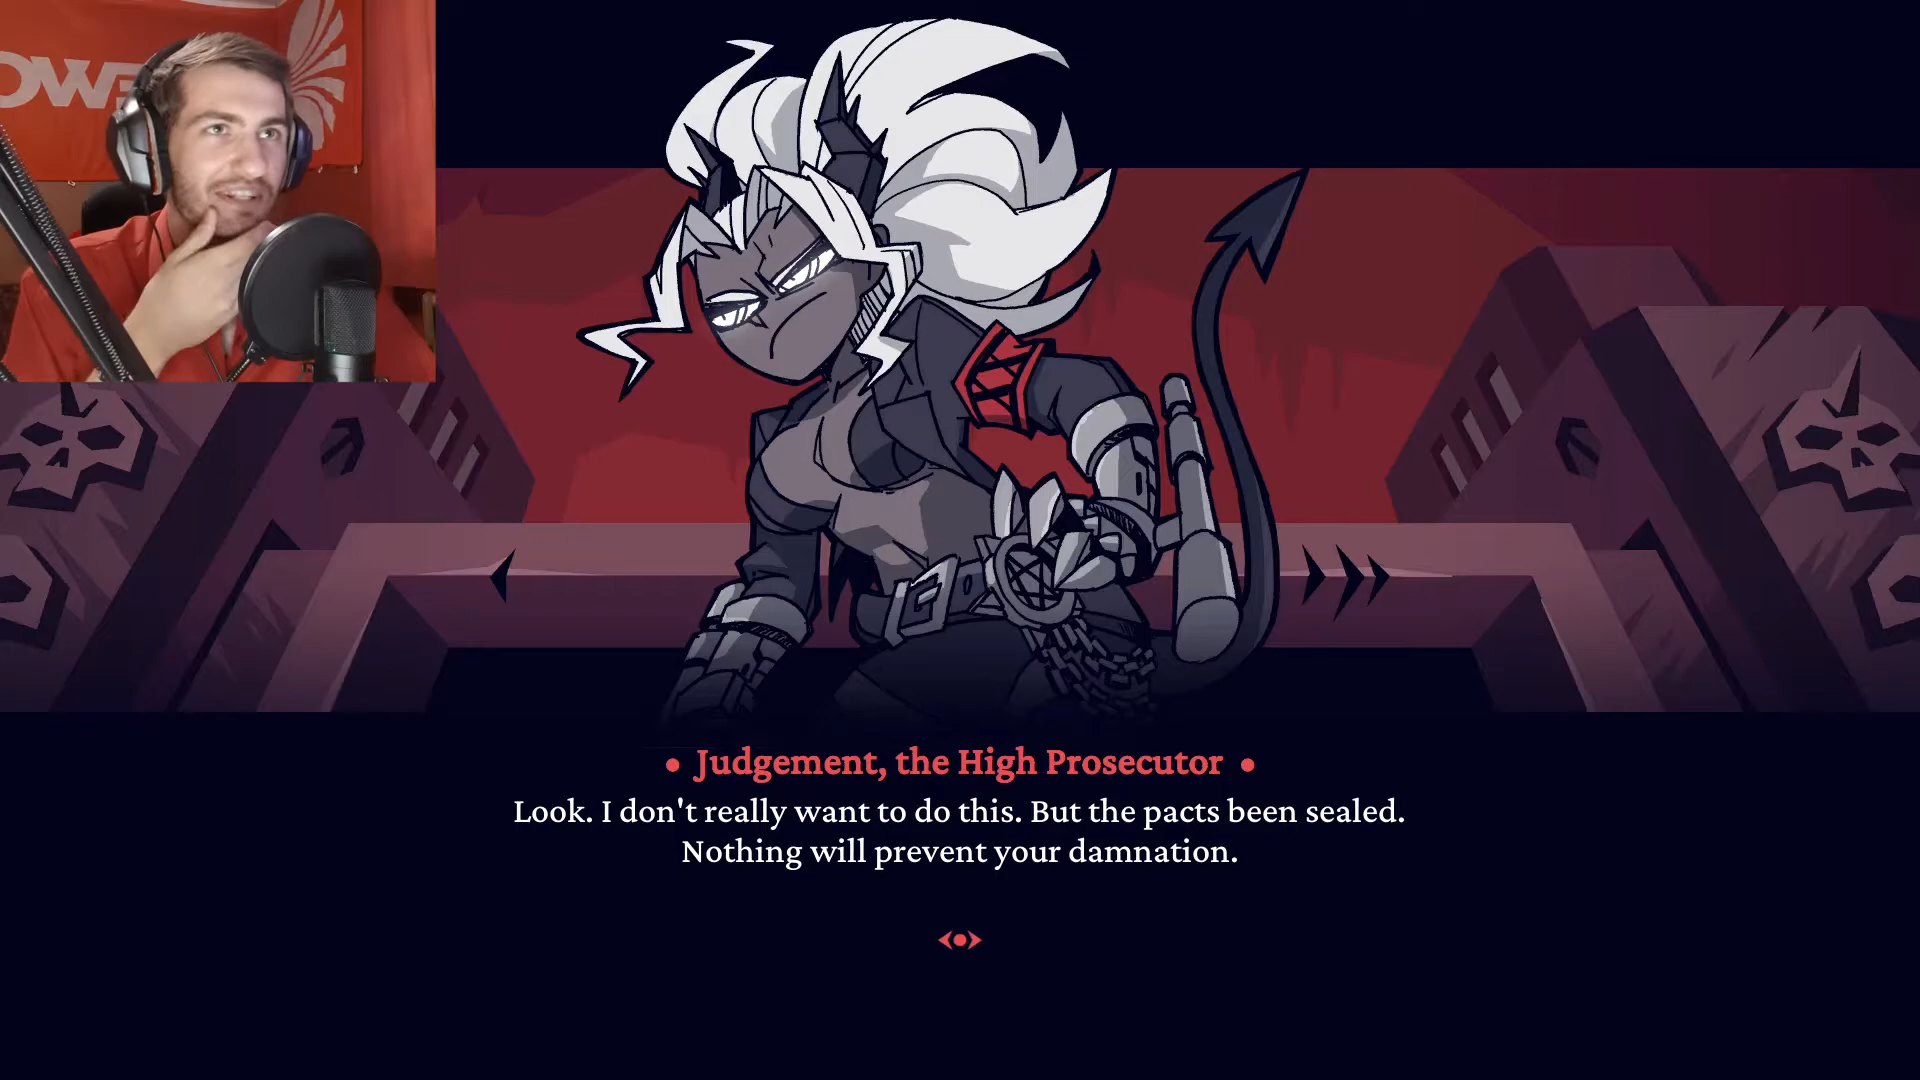 OWE
• Judgement, the High Prosecutor •
Look. I don't really want to do this. But the pacts been sealed.
Nothing will prevent your damnation.